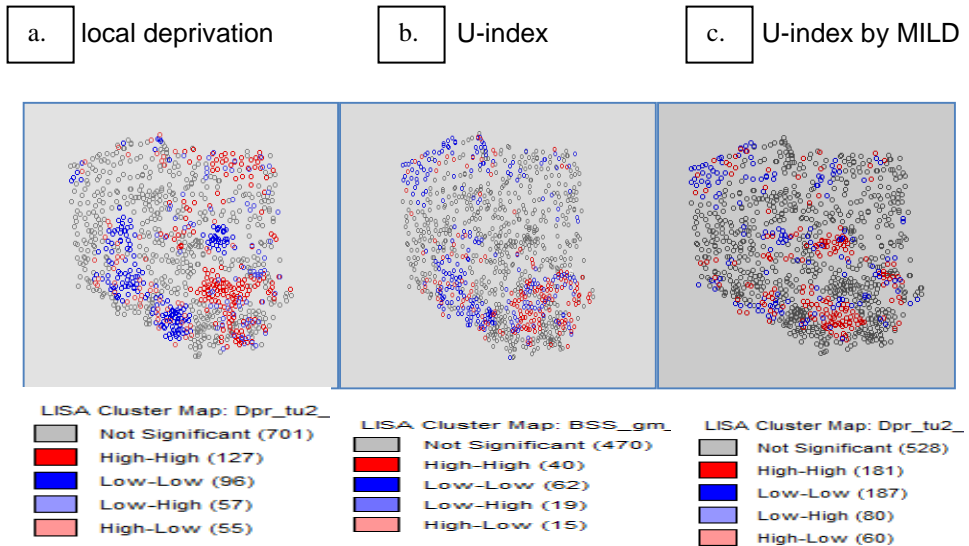 a. local deprivation
b. U-index
c. U-index by MILD
LISA Cluster Map: Dpr_tu2_
Not Significant (701)
High-High (127)
Low-Low (96)
Low-High (57)
High-Low (55)
LISA Cluster Map: BSS_gm_
Not Significant (470)
High-High (40)
Low-Low (62)
Low-High (19)
High-Low (15)
LISA Cluster Map: Dpr_tu2_
Not Significant (528)
High-High (181)
Low-Low (187)
Low-High (80)
High-Low (60)